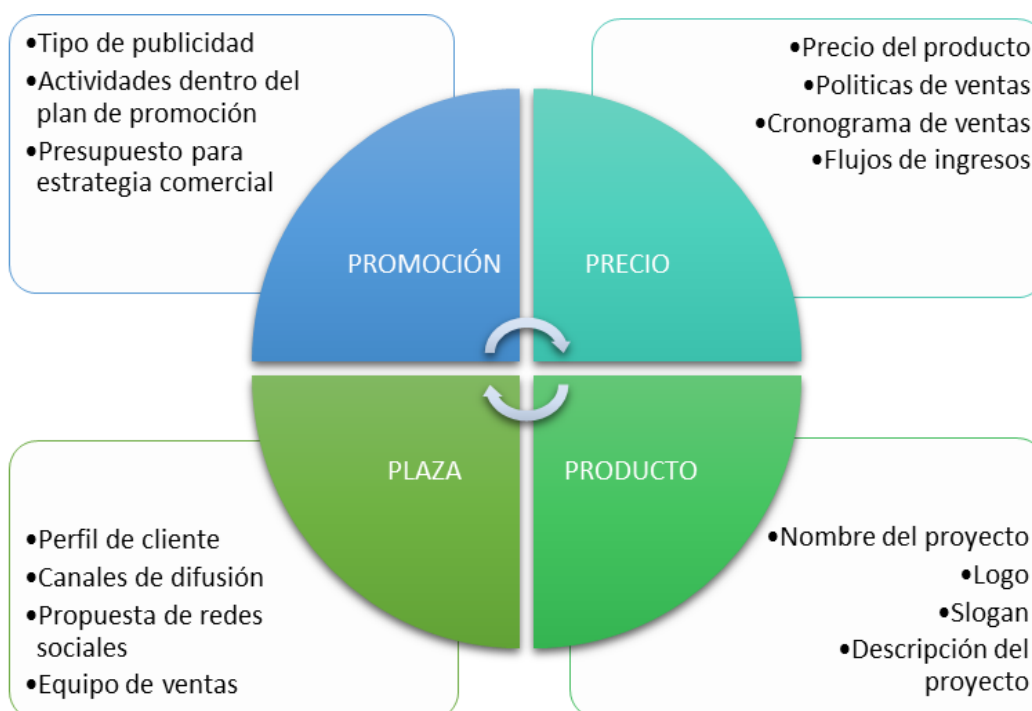 •Tipo de publicidad
•Actividades dentro del
plan de promoción
•Presupuesto para
estrategia comercial
•Precio del producto
•Politicas de ventas
•Cronograma de ventas
•Flujos de ingresos
PROMOCIÓN
PRECIO
PLAZA
PRODUCTO
•Perfil de cliente
•Canales de difusión
•Propuesta de redes
sociales
•Equipo de ventas
•Nombre del proyecto
•Logo
•Slogan
•Descripción del
proyecto